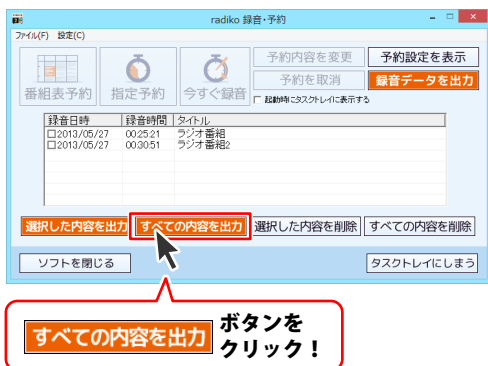 radiko 録音・予約
ファイル(F) 設定(C)
番組表予約 指定予約 今すぐ録音
予約内容を変更 予約設定を表示
予約を取消 録音データを出力
起動時にタスクトレイに表示する
録音日時 録音時間 タイトル
2013/05/27 00:25:21 ラジオ番組
2013/05/27 00:30:51 ラジオ番組2
選択した内容を出力 すべての内容を出力 選択した内容を削除 すべての内容を削除
ソフトを閉じる タスクトレイにしまう
すべての内容を出力 ボタンを
クリック！